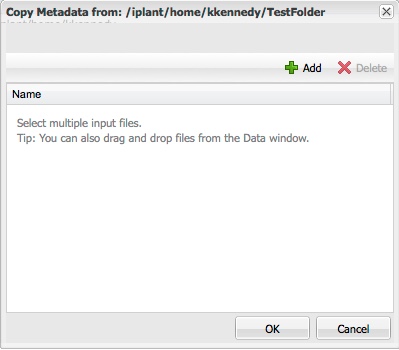 Copy Metadata from: /iplant/home/kkennedy/TestFolder
Add Delete
Name
Select multiple input files.
Tip: You can also drag and drop files from the Data window.
OK Cancel